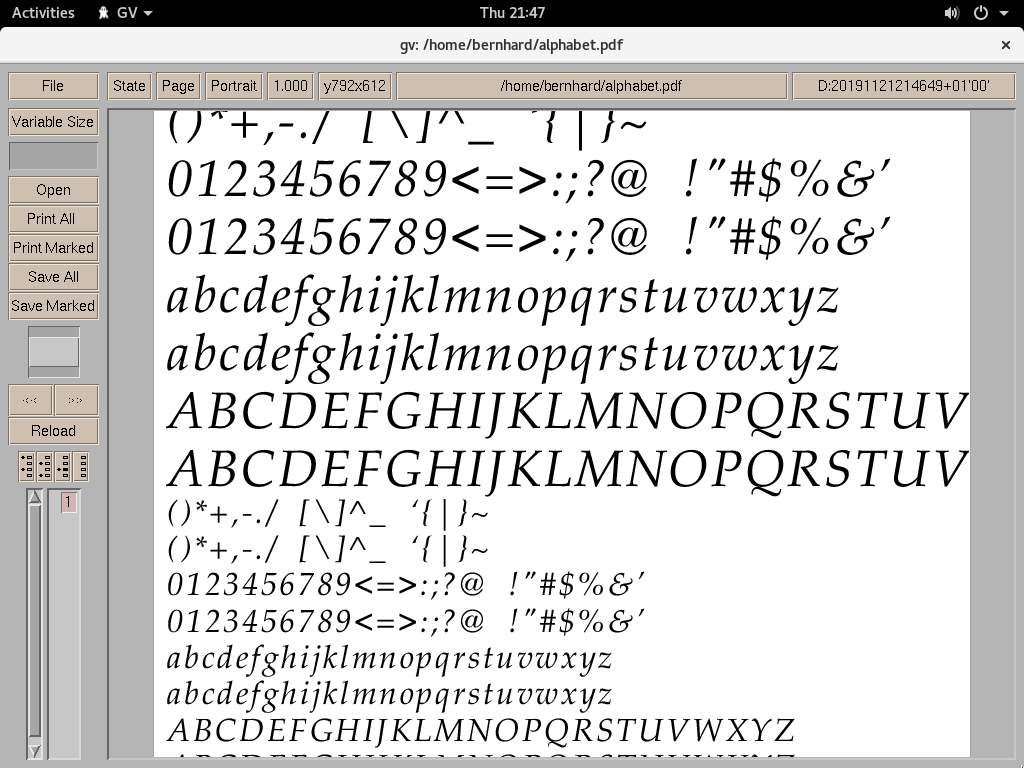 Activities GV Thu 21:47
gv: /home/bernhard/alphabet.pdf ×
File State Page Portrait 1.000 y792x612 /home/bernhard/alphabet.pdf D:20191121214649+01'00'
Variable Size
Open
Print All
Print Marked
Save All
Save Marked
<< >>
Reload
1
()*+,-./ [\]^_ ‘{|}~
0123456789<=>:;?@ !"#$%&’
0123456789<=>:;?@ !"#$%&’
abcdefghijklmnopqrstuvwxyz
abcdefghijklmnopqrstuvwxyz
ABCDEFGHIJKLMNOPQRSTUV
ABCDEFGHIJKLMNOPQRSTUV
()*+,-./ [\]^_ ‘{|}~
()*+,-./ [\]^_ ‘{|}~
0123456789<=>:;?@ !"#$%&’
0123456789<=>:;?@ !"#$%&’
abcdefghijklmnopqrstuvwxyz
abcdefghijklmnopqrstuvwxyz
ABCDEFGHIJKLMNOPQRSTUVWXYZ